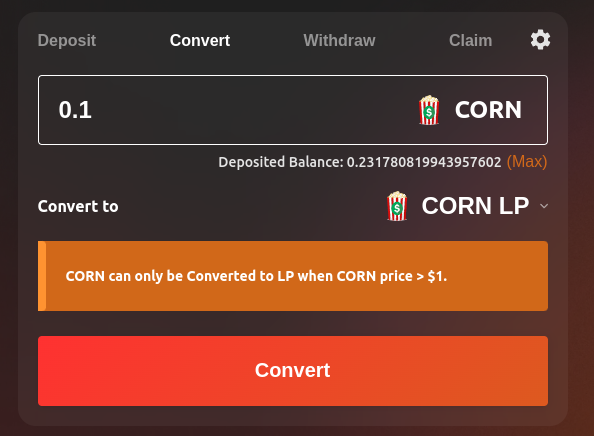 Deposit Convert Withdraw Claim
0.1 CORN
Deposited Balance: 0.231780819943957602 (Max)
Convert to CORN LP
CORN can only be Converted to LP when CORN price > $1.
Convert